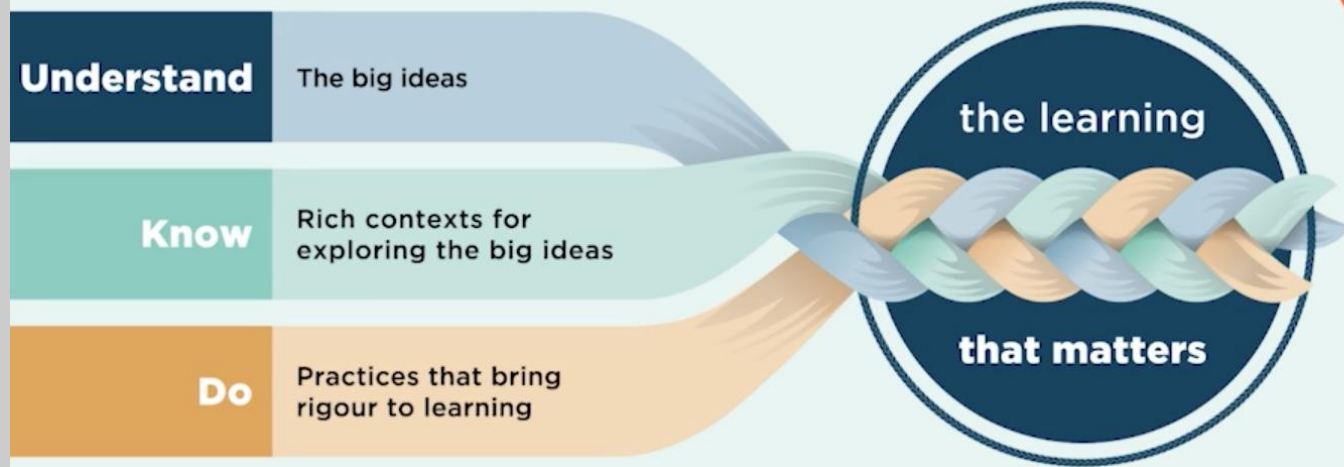 Understand
The big ideas
Know
Rich contexts for
exploring the big ideas
Do
Practices that bring
rigour to learning
the learning
that matters